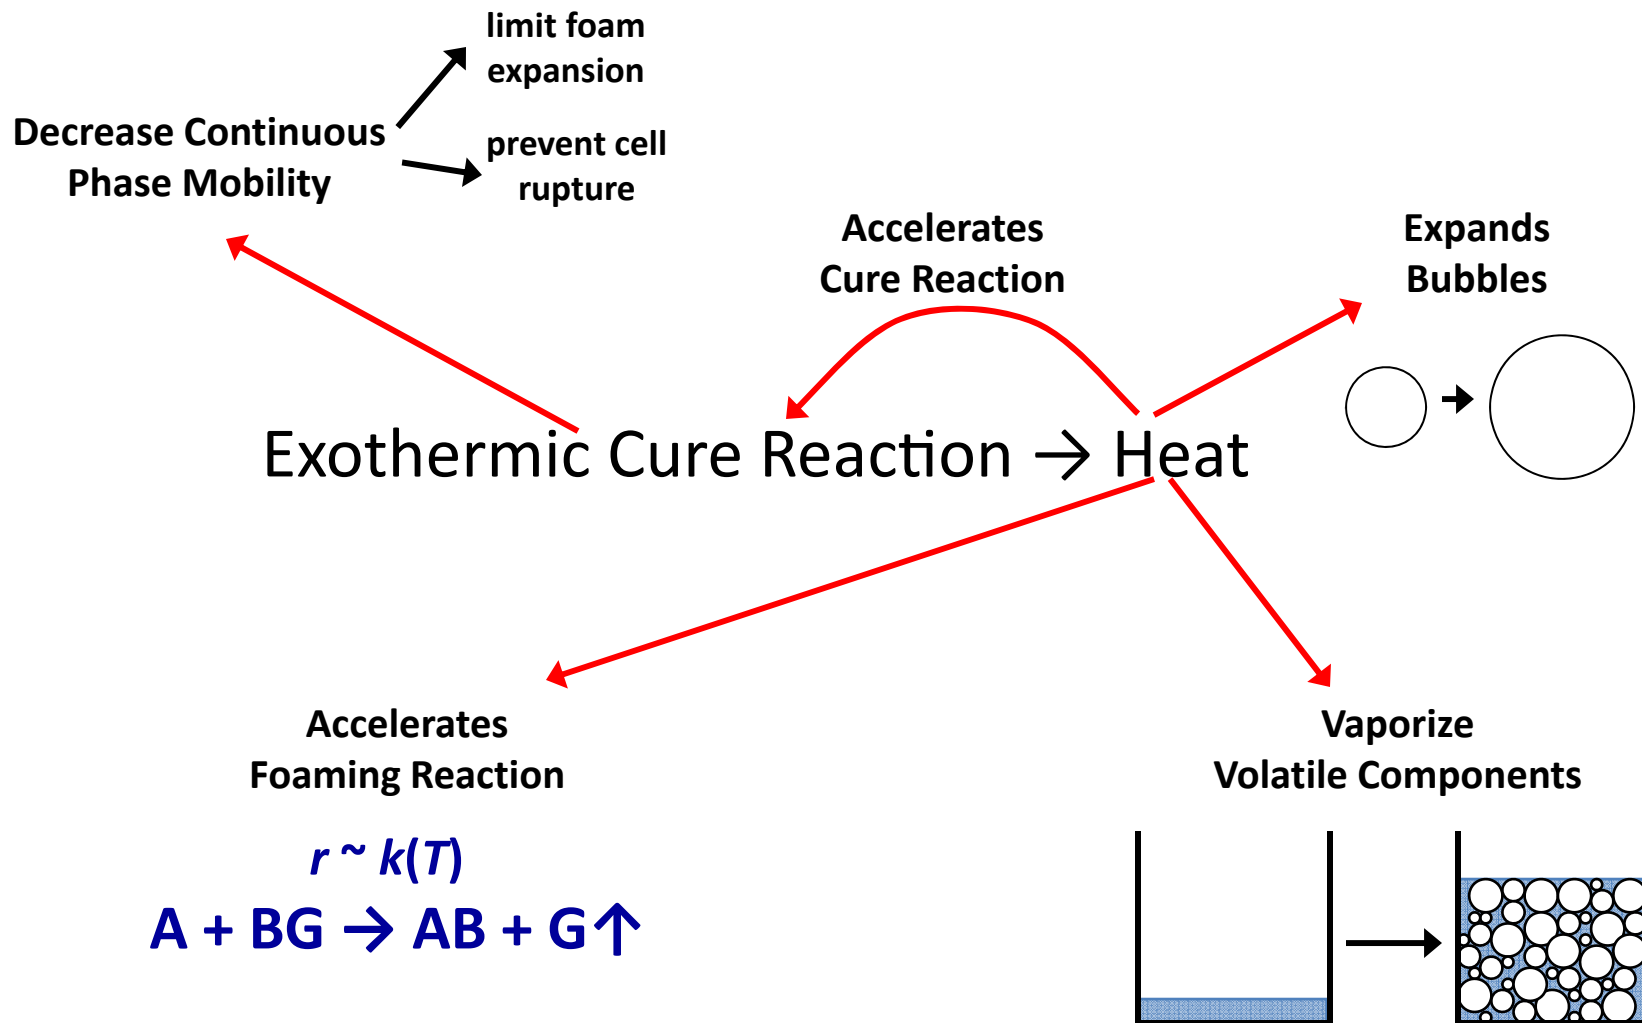 limit foam
expansion
Decrease Continuous
Phase Mobility
prevent cell
rupture
Accelerates
Cure Reaction
Expands
Bubbles
Exothermic Cure Reaction → Heat
Accelerates
Foaming Reaction
r ~ k(T)
A + BG → AB + G↑
Vaporize
Volatile Components